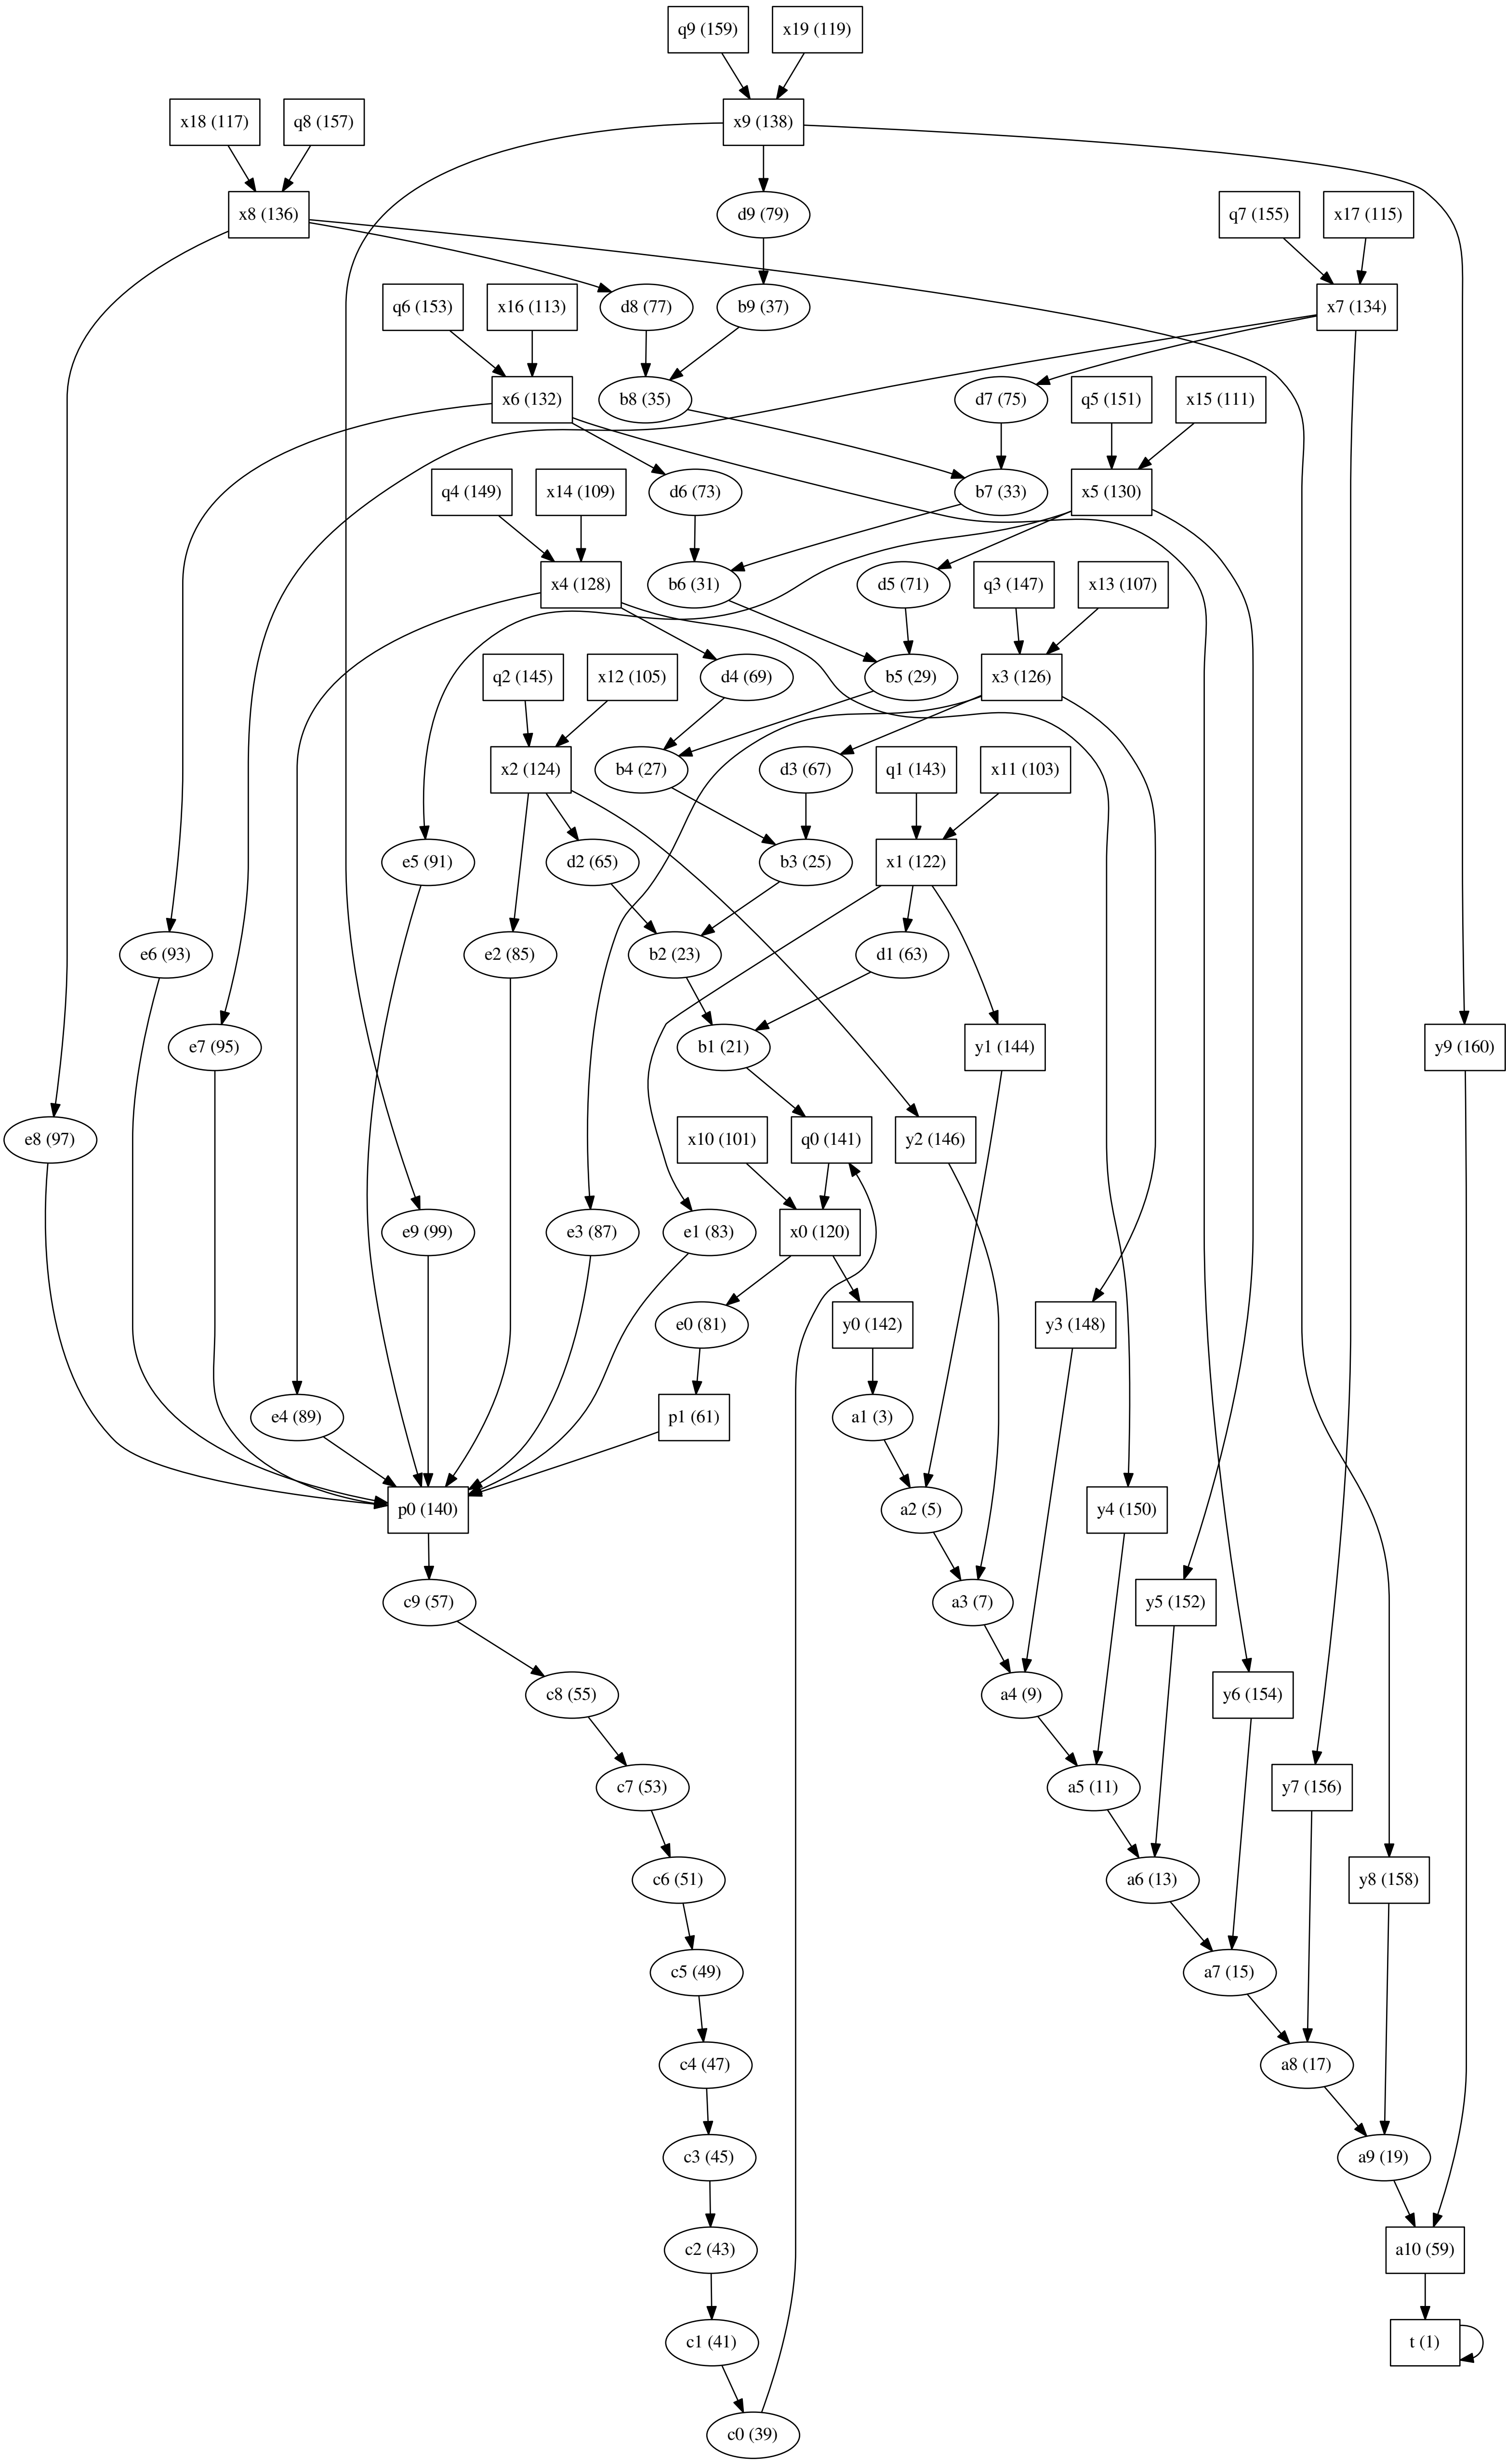 q9 (159)
x19 (119)
x18 (117)
q8 (157)
x9 (138)
x8 (136)
d9 (79)
q7 (155)
x17 (115)
q6 (153)
x16 (113)
d8 (77)
b9 (37)
x7 (134)
x6 (132)
b8 (35)
d7 (75)
q5 (151)
x15 (111)
q4 (149)
x14 (109)
d6 (73)
b7 (33)
x5 (130)
x4 (128)
b6 (31)
d5 (71)
q3 (147)
x13 (107)
q2 (145)
x12 (105)
d4 (69)
b5 (29)
x3 (126)
x2 (124)
b4 (27)
d3 (67)
q1 (143)
x11 (103)
e5 (91)
d2 (65)
b3 (25)
x1 (122)
e6 (93)
e2 (85)
b2 (23)
d1 (63)
e7 (95)
b1 (21)
y1 (144)
y9 (160)
e8 (97)
x10 (101)
q0 (141)
y2 (146)
e9 (99)
e3 (87)
e1 (83)
x0 (120)
e0 (81)
y0 (142)
y3 (148)
e4 (89)
p1 (61)
a1 (3)
p0 (140)
a2 (5)
y4 (150)
c9 (57)
a3 (7)
y5 (152)
c8 (55)
a4 (9)
y6 (154)
c7 (53)
a5 (11)
y7 (156)
c6 (51)
a6 (13)
y8 (158)
c5 (49)
a7 (15)
c4 (47)
a8 (17)
c3 (45)
a9 (19)
c2 (43)
a10 (59)
c1 (41)
t (1)
c0 (39)